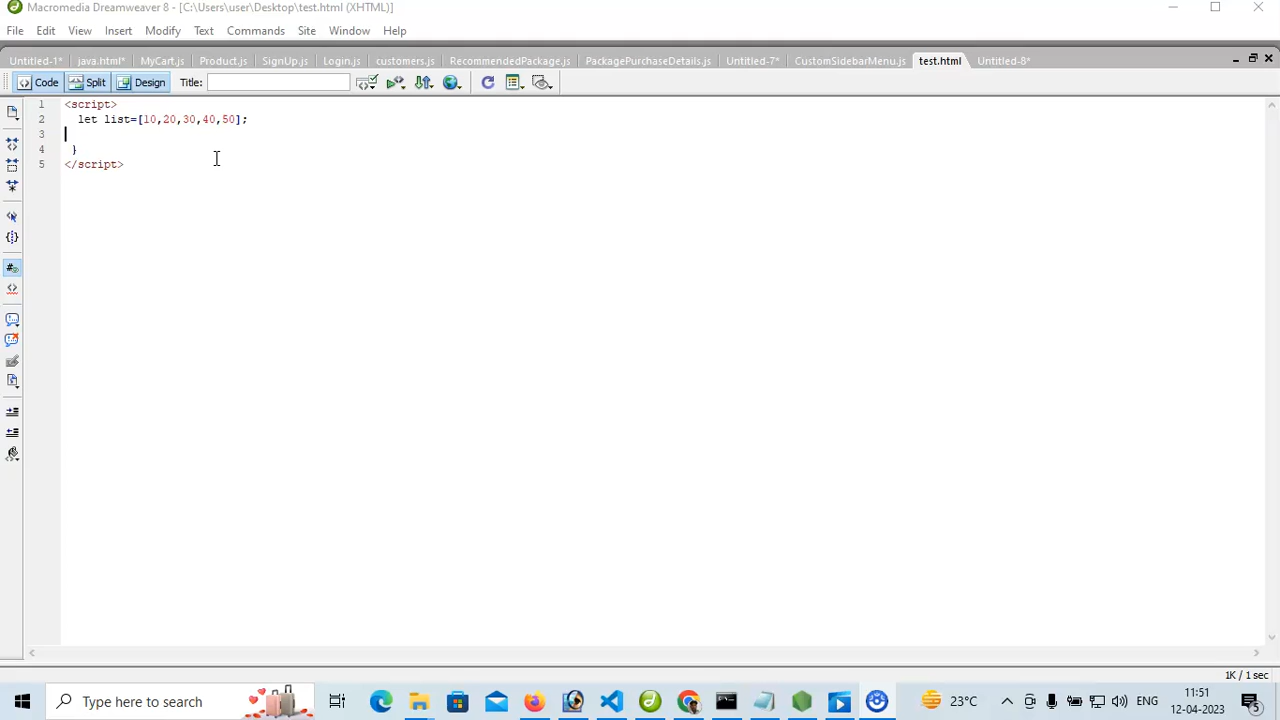 Macromedia Dreamweaver 8 - [C:\Users\user\Desktop\test.html (XHTML)]
File Edit View Insert Modify Text Commands Site Window Help
Untitled-1* java.html* MyCart.js Product.js SignUp.js Login.js customers.js RecommendedPackage.js PackagePurchaseDetails.js Untitled-7* CustomSidebarMenu.js test.html Untitled-8*
Code Split Design Title:
1 <script>
2 let list=[10,20,30,40,50];
3
4 }
5 </script>
1K / 1 sec
Type here to search
23°C
ENG
11:51
12-04-2023
5